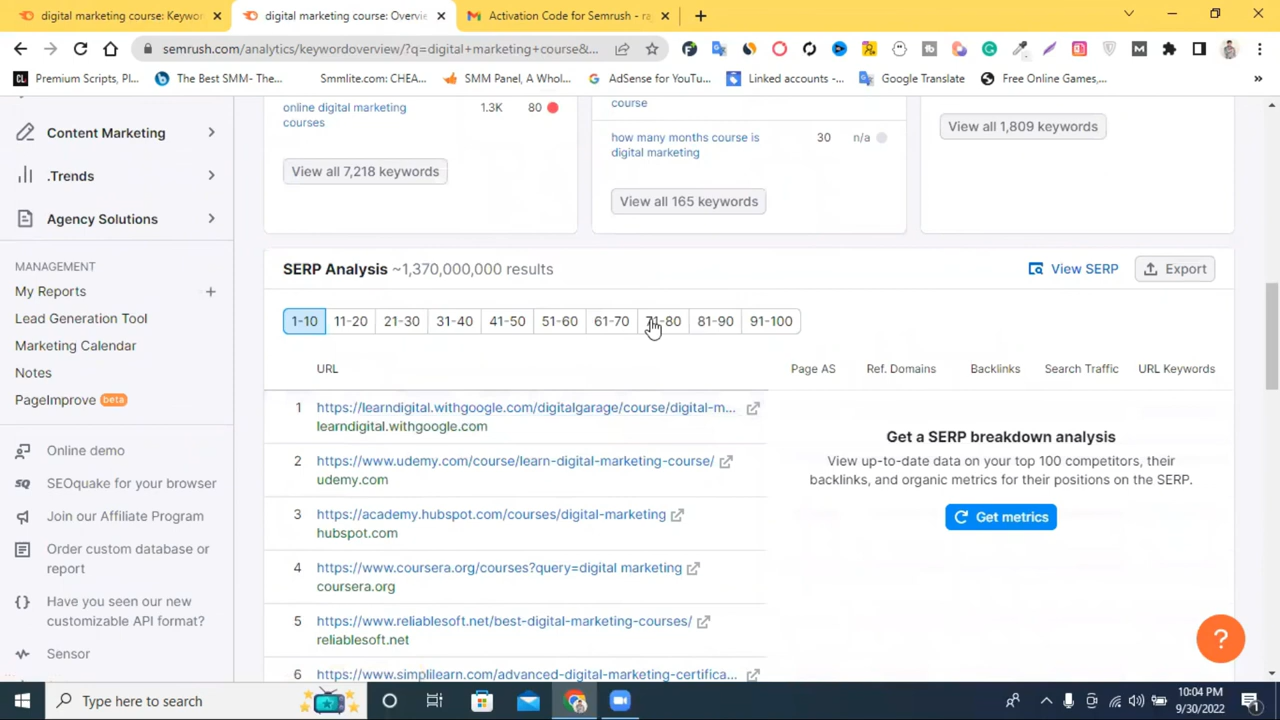 digital marketing course: Keywo
digital marketing course: Overvie
Activation Code for Semrush - ra
semrush.com/analytics/keywordoverview/?q=digital+marketing+course&...
CL Premium Scripts, Pl...
The Best SMM- The...
Smmlite.com: CHEA...
SMM Panel, A Whol...
AdSense for YouTu...
Linked accounts -...
Google Translate
Free Online Games,...
Content Marketing
.Trends
Agency Solutions
MANAGEMENT
My Reports
Lead Generation Tool
Marketing Calendar
Notes
PageImprove beta
Online demo
SEOquake for your browser
Join our Affiliate Program
Order custom database or
report
Have you seen our new
customizable API format?
Sensor
online digital marketing 1.3K 80
courses
View all 7,218 keywords
course
how many months course is 30 n/a
digital marketing
View all 165 keywords
View all 1,809 keywords
SERP Analysis ~1,370,000,000 results
View SERP
Export
1-10 11-20 21-30 31-40 41-50 51-60 61-70 71-80 81-90 91-100
URL Page AS Ref. Domains Backlinks Search Traffic URL Keywords
1 https://learndigital.withgoogle.com/digitalgarage/course/digital-m...
learndigital.withgoogle.com
2 https://www.udemy.com/course/learn-digital-marketing-course/
udemy.com
3 https://academy.hubspot.com/courses/digital-marketing
hubspot.com
4 https://www.coursera.org/courses?query=digital marketing
coursera.org
5 https://www.reliablesoft.net/best-digital-marketing-courses/
reliablesoft.net
6 https://www.simplilearn.com/advanced-digital-marketing-certifica...
Get a SERP breakdown analysis
View up-to-date data on your top 100 competitors, their
backlinks, and organic metrics for their positions on the SERP.
Get metrics
?
Type here to search
10:04 PM
9/30/2022
1